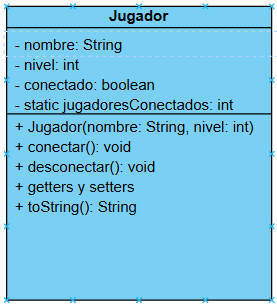 Jugador
- nombre: String
- nivel: int
- conectado: boolean
- static jugadoresConectados: int
+ Jugador(nombre: String, nivel: int)
+ conectar(): void
+ desconectar(): void
+ getters y setters
+ toString(): String